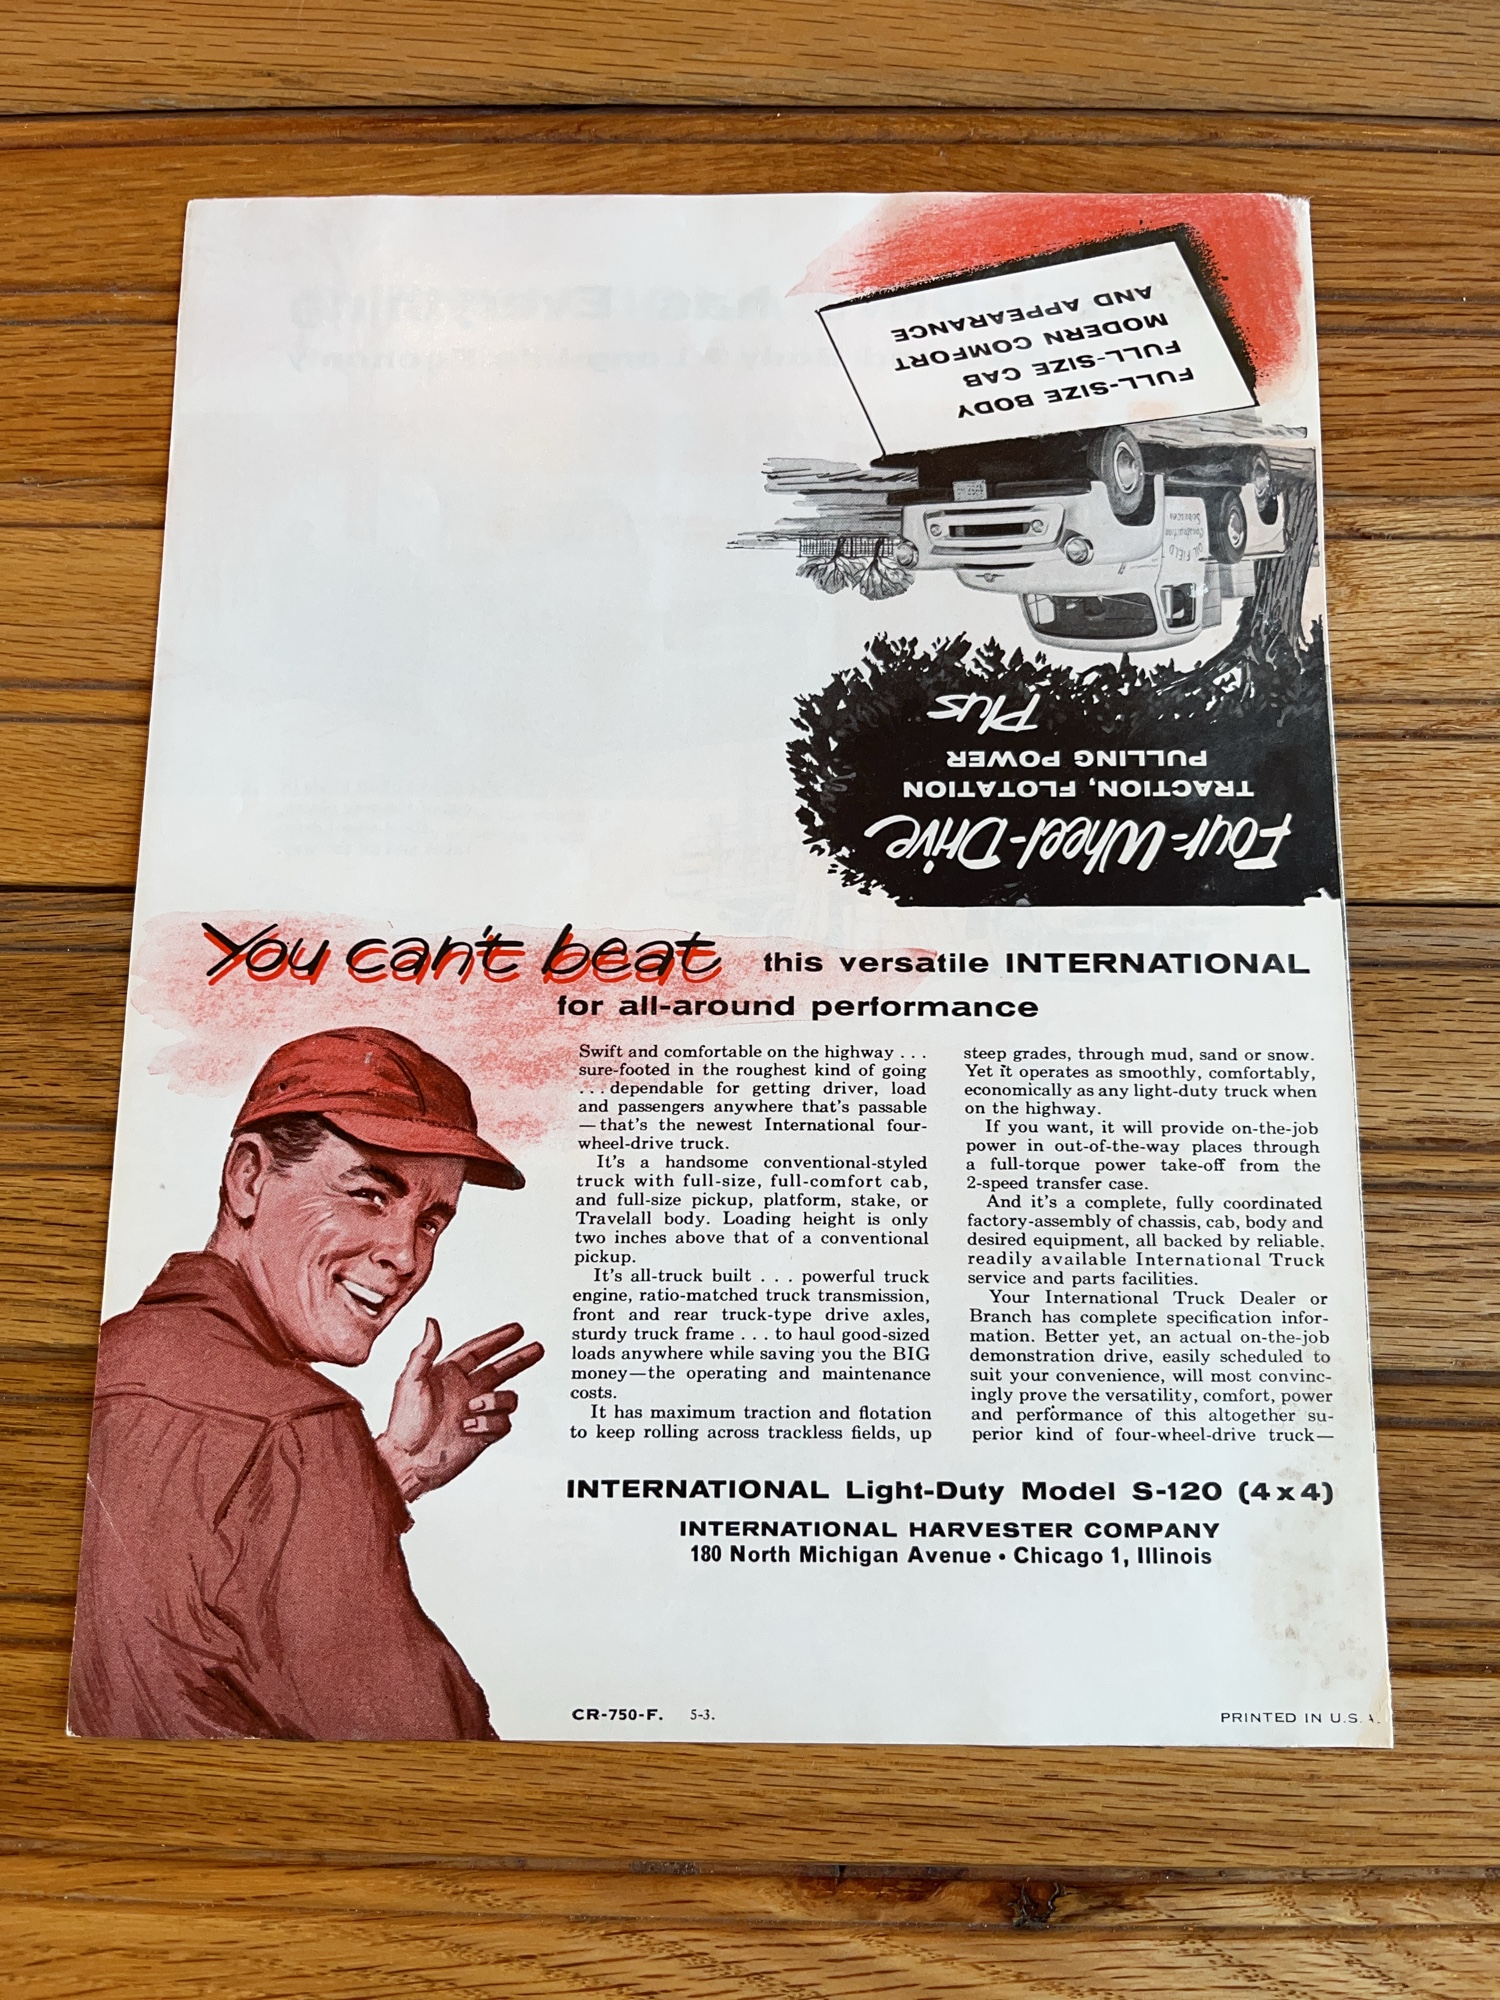 Four-Wheel-Drive
TRACTION, FLOTATION
PULLING POWER
Plus
OIL FIELD
Construction
Services
FULL-SIZE BODY
FULL-SIZE CAB
MODERN COMFORT
AND APPEARANCE
You can't beat this versatile INTERNATIONAL
for all-around performance
Swift and comfortable on the highway . . .
sure-footed in the roughest kind of going
. . . dependable for getting driver, load
and passengers anywhere that's passable
—that's the newest International four-
wheel-drive truck.
It's a handsome conventional-styled
truck with full-size, full-comfort cab,
and full-size pickup, platform, stake, or
Travelall body. Loading height is only
two inches above that of a conventional
pickup.
It's all-truck built . . . powerful truck
engine, ratio-matched truck transmission,
front and rear truck-type drive axles,
sturdy truck frame . . . to haul good-sized
loads anywhere while saving you the BIG
money—the operating and maintenance
costs.
It has maximum traction and flotation
to keep rolling across trackless fields, up
steep grades, through mud, sand or snow.
Yet it operates as smoothly, comfortably,
economically as any light-duty truck when
on the highway.
If you want, it will provide on-the-job
power in out-of-the-way places through
a full-torque power take-off from the
2-speed transfer case.
And it's a complete, fully coordinated
factory-assembly of chassis, cab, body and
desired equipment, all backed by reliable,
readily available International Truck
service and parts facilities.
Your International Truck Dealer or
Branch has complete specification infor-
mation. Better yet, an actual on-the-job
demonstration drive, easily scheduled to
suit your convenience, will most convinc-
ingly prove the versatility, comfort, power
and performance of this altogether su-
perior kind of four-wheel-drive truck—
INTERNATIONAL Light-Duty Model S-120 (4x4)
INTERNATIONAL HARVESTER COMPANY
180 North Michigan Avenue • Chicago 1, Illinois
CR-750-F. 5-3.
PRINTED IN U.S.A.